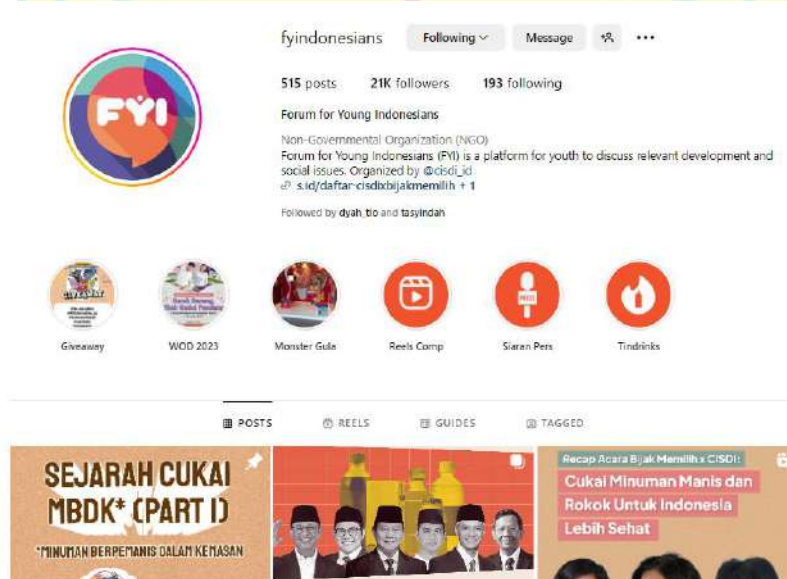 fyindonesians Following Message
515 posts 21K followers 193 following
Forum for Young Indonesians
Non-Governmental Organization (NGO)
Forum for Young Indonesians (FYI) is a platform for youth to discuss relevant development and
social issues. Organized by @cisdi_id
s.id/daftar-cisdixbijakmemilih + 1
Followed by dyah_tio and tasyindah
FYI
GIVEAWAY
Giveaway
WOD 2023
Monster Gula
Reels Comp
PRESS
Siaran Pers
Tindrinks
POSTS REELS GUIDES TAGGED
SEJARAH CUKAI
MBDK* (PART I)
*MINUMAN BERPEMANIS DALAM KEMASAN
Recap Acara Bijak Memilih x CISDI:
Cukai Minuman Manis dan
Rokok Untuk Indonesia
Lebih Sehat